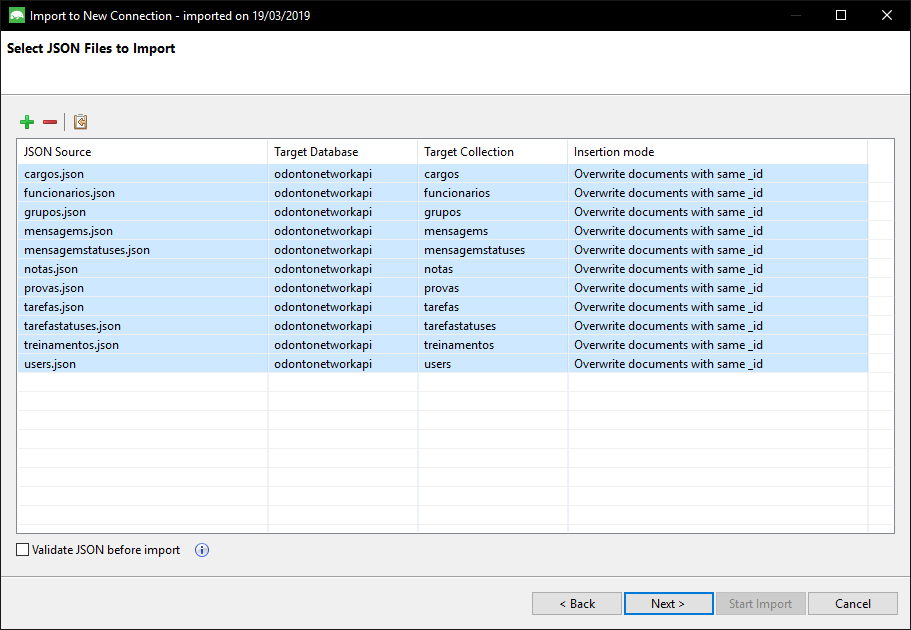 Import to New Connection - imported on 19/03/2019
Select JSON Files to Import
JSON Source Target Database Target Collection Insertion mode
cargos.json odontonetworkapi cargos Overwrite documents with same _id
funcionarios.json odontonetworkapi funcionarios Overwrite documents with same _id
grupos.json odontonetworkapi grupos Overwrite documents with same _id
mensagems.json odontonetworkapi mensagems Overwrite documents with same _id
mensagemstatuses.json odontonetworkapi mensagemstatuses Overwrite documents with same _id
notas.json odontonetworkapi notas Overwrite documents with same _id
provas.json odontonetworkapi provas Overwrite documents with same _id
tarefas.json odontonetworkapi tarefas Overwrite documents with same _id
tarefastatuses.json odontonetworkapi tarefastatuses Overwrite documents with same _id
treinamentos.json odontonetworkapi treinamentos Overwrite documents with same _id
users.json odontonetworkapi users Overwrite documents with same _id
Validate JSON before import
< Back Next > Start Import Cancel